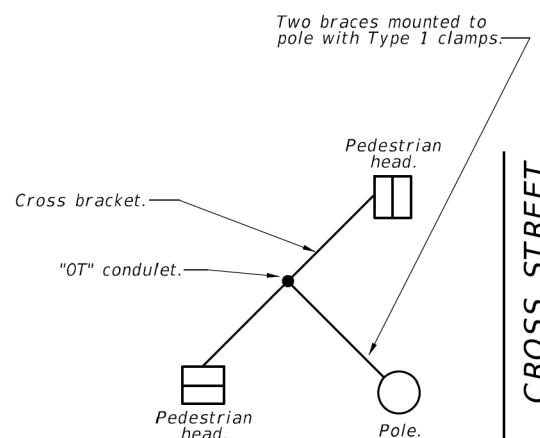 Two braces mounted to
pole with Type 1 clamps.
Pedestrian
head.
Cross bracket.
"OT" condulet.
CROSS STREET
Pedestrian
head.
Pole.